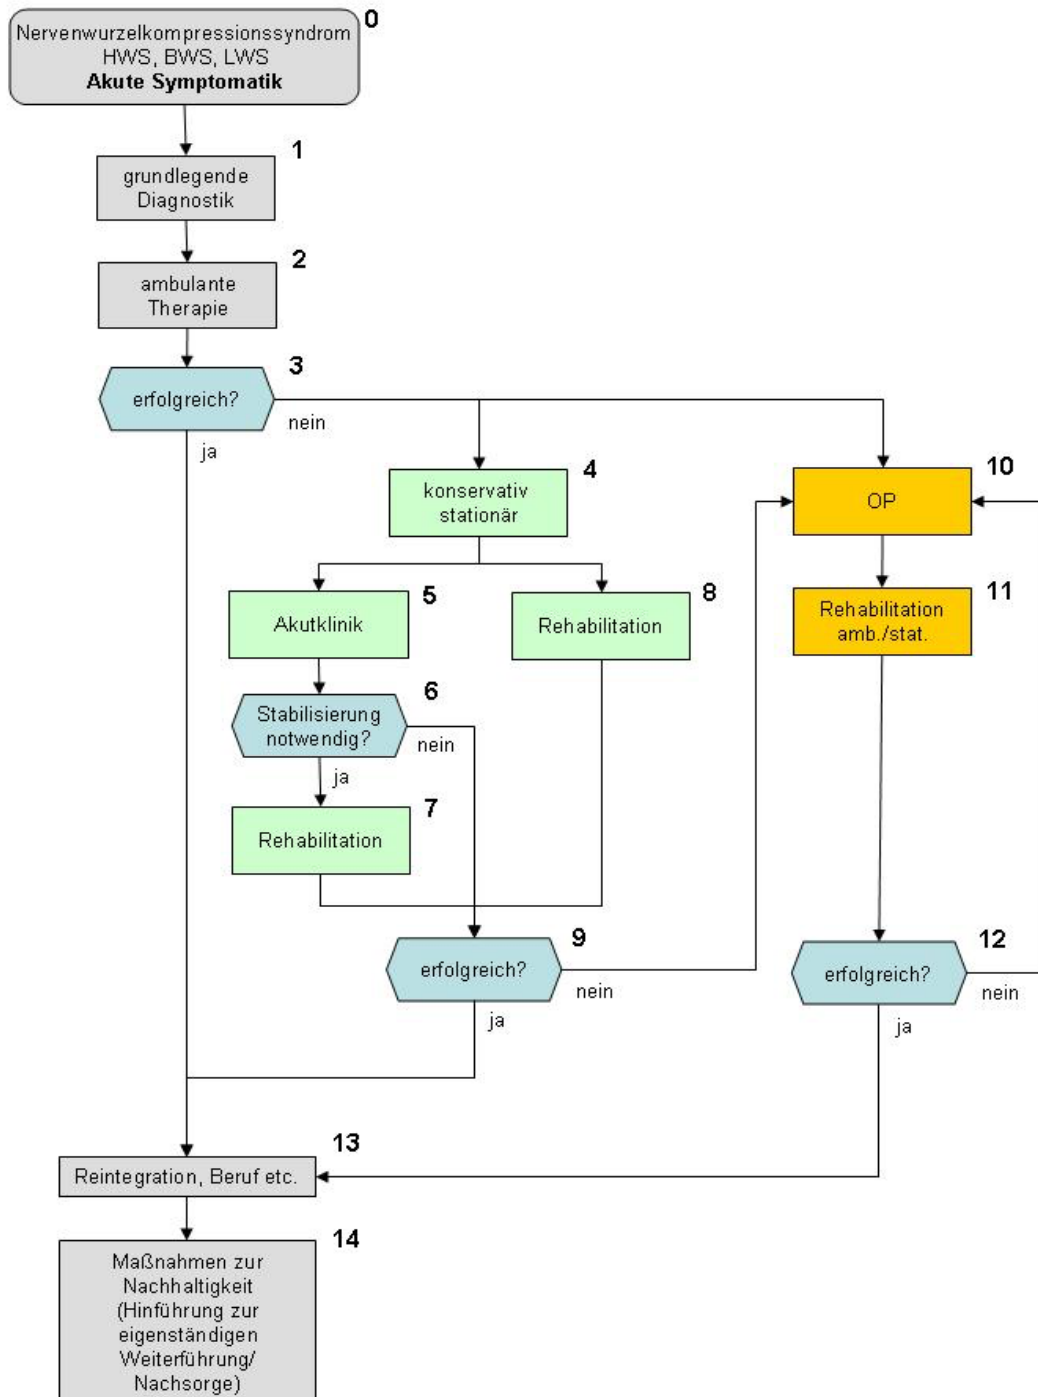 0
Nervenwurzelkompressionssyndrom
HWS, BWS, LWS
Akute Symptomatik
1
grundlegende
Diagnostik
2
ambulante
Therapie
3
erfolgreich?
nein
ja
4
konservativ
stationär
10
OP
5
Akutklinik
8
Rehabilitation
11
Rehabilitation
amb./stat.
6
Stabilisierung
notwendig?
nein
ja
7
Rehabilitation
9
erfolgreich?
nein
ja
12
erfolgreich?
nein
ja
13
Reintegration, Beruf etc.
14
Maßnahmen zur
Nachhaltigkeit
(Hinführung zur
eigenständigen
Weiterführung/
Nachsorge)